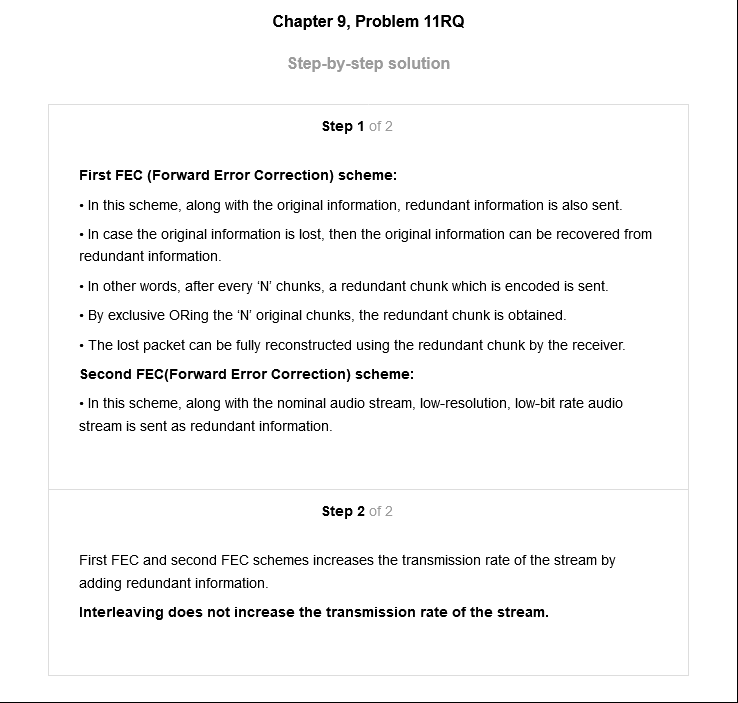 Chapter 9, Problem 11RQ
Step-by-step solution
Step 1 of 2
First FEC (Forward Error Correction) scheme:
• In this scheme, along with the original information, redundant information is also sent.
• In case the original information is lost, then the original information can be recovered from
redundant information.
• In other words, after every ‘N’ chunks, a redundant chunk which is encoded is sent.
• By exclusive ORing the ‘N’ original chunks, the redundant chunk is obtained.
• The lost packet can be fully reconstructed using the redundant chunk by the receiver.
Second FEC(Forward Error Correction) scheme:
• In this scheme, along with the nominal audio stream, low-resolution, low-bit rate audio
stream is sent as redundant information.
Step 2 of 2
First FEC and second FEC schemes increases the transmission rate of the stream by
adding redundant information.
Interleaving does not increase the transmission rate of the stream.